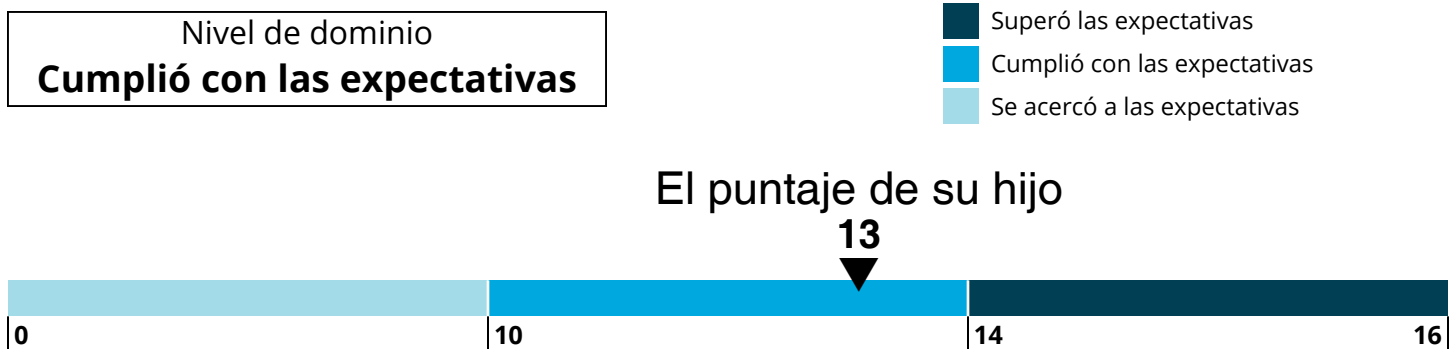 Nivel de dominio
Cumplió con las expectativas
Superó las expectativas
Cumplió con las expectativas
Se acercó a las expectativas
El puntaje de su hijo
13
0 10 14 16